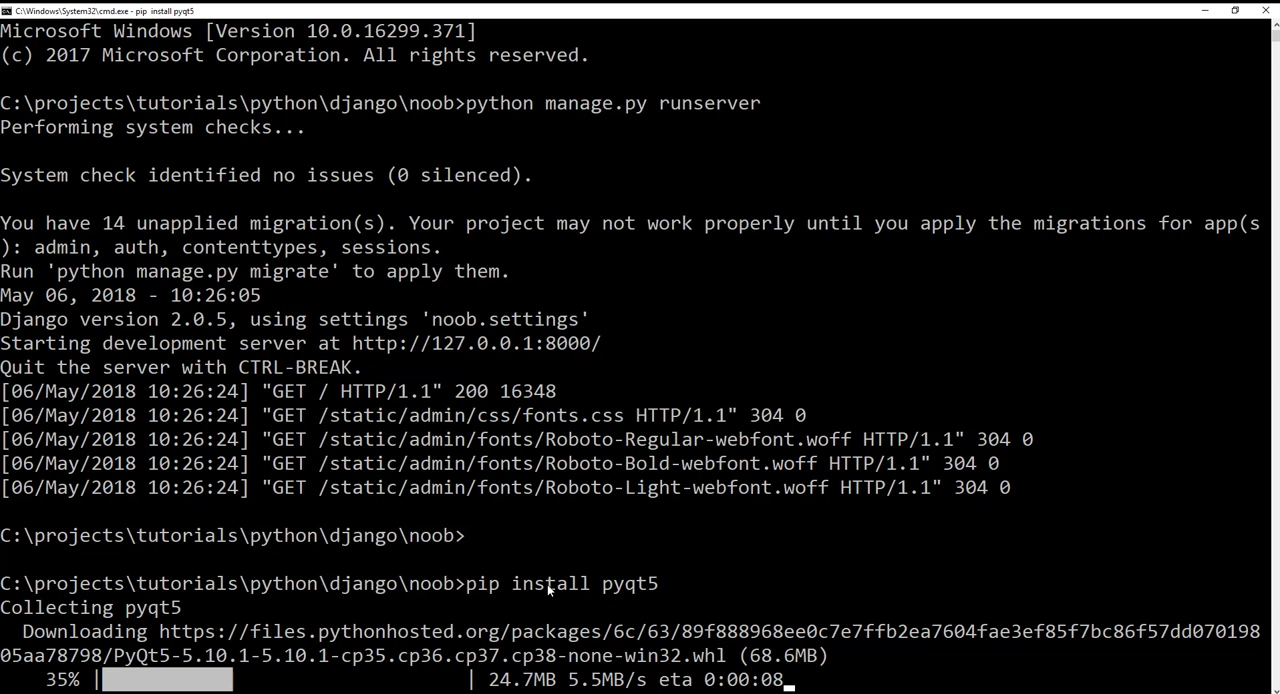 C:\Windows\System32\cmd.exe - pip  install pyqt5
Microsoft Windows [Version 10.0.16299.371]
(c) 2017 Microsoft Corporation. All rights reserved.
C:\projects\tutorials\python\django\noob>python manage.py runserver
Performing system checks...
System check identified no issues (0 silenced).
You have 14 unapplied migration(s). Your project may not work properly until you apply the migrations for app(s
): admin, auth, contenttypes, sessions.
Run 'python manage.py migrate' to apply them.
May 06, 2018 - 10:26:05
Django version 2.0.5, using settings 'noob.settings'
Starting development server at http://127.0.0.1:8000/
Quit the server with CTRL-BREAK.
[06/May/2018 10:26:24] "GET / HTTP/1.1" 200 16348
[06/May/2018 10:26:24] "GET /static/admin/css/fonts.css HTTP/1.1" 304 0
[06/May/2018 10:26:24] "GET /static/admin/fonts/Roboto-Regular-webfont.woff HTTP/1.1" 304 0
[06/May/2018 10:26:24] "GET /static/admin/fonts/Roboto-Bold-webfont.woff HTTP/1.1" 304 0
[06/May/2018 10:26:24] "GET /static/admin/fonts/Roboto-Light-webfont.woff HTTP/1.1" 304 0
C:\projects\tutorials\python\django\noob>
C:\projects\tutorials\python\django\noob>pip install pyqt5
Collecting pyqt5
  Downloading https://files.pythonhosted.org/packages/6c/63/89f888968ee0c7e7ffb2ea7604fae3ef85f7bc86f57dd070198
05aa78798/PyQt5-5.10.1-5.10.1-cp35.cp36.cp37.cp38-none-win32.whl (68.6MB)
    35% |                                | 24.7MB 5.5MB/s eta 0:00:08